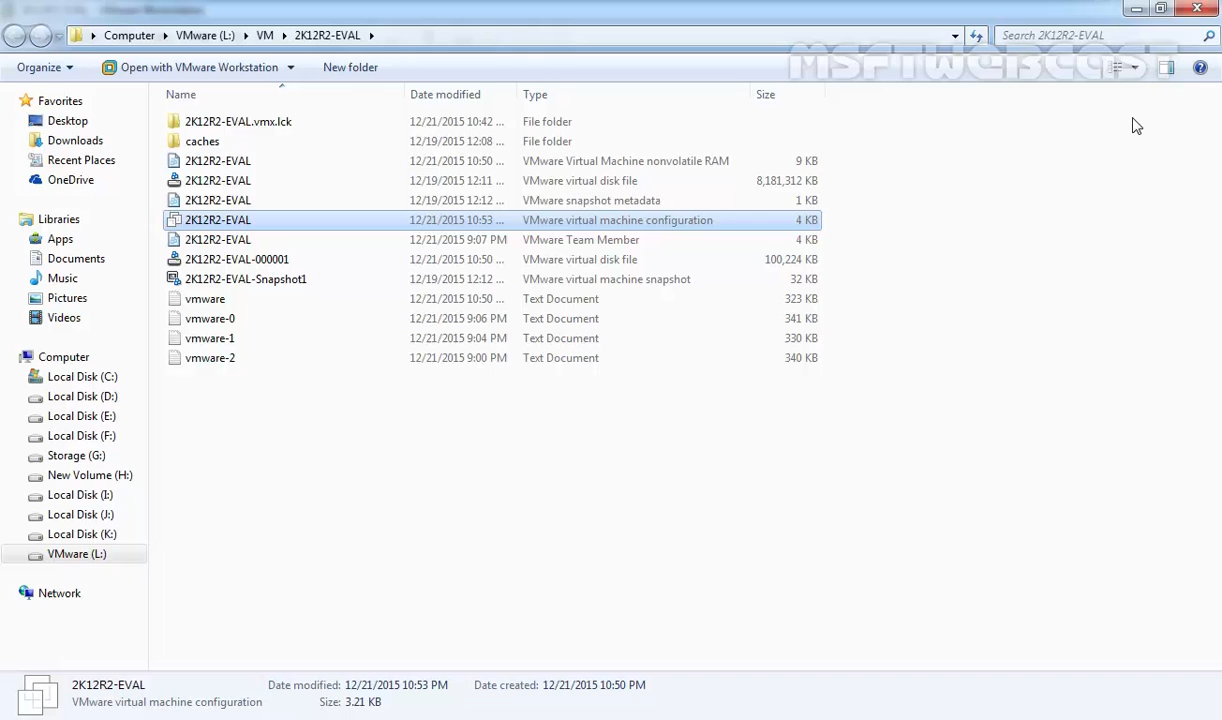 Computer VMware (L:) VM 2K12R2-EVAL Search 2K12R2-EVAL
Organize Open with VMware Workstation New folder MSFTWEBCAST
Name Date modified Type Size
Favorites
Desktop
Downloads
Recent Places
OneDrive
Libraries
Apps
Documents
Music
Pictures
Videos
Computer
Local Disk (C:)
Local Disk (D:)
Local Disk (E:)
Local Disk (F:)
Storage (G:)
New Volume (H:)
Local Disk (I:)
Local Disk (J:)
Local Disk (K:)
VMware (L:)
Network
2K12R2-EVAL.vmx.lck 12/21/2015 10:42 ... File folder
caches 12/19/2015 12:08 ... File folder
2K12R2-EVAL 12/21/2015 10:50 ... VMware Virtual Machine nonvolatile RAM 9 KB
2K12R2-EVAL 12/19/2015 12:11 ... VMware virtual disk file 8,181,312 KB
2K12R2-EVAL 12/19/2015 12:12 ... VMware snapshot metadata 1 KB
2K12R2-EVAL 12/21/2015 10:53 ... VMware virtual machine configuration 4 KB
2K12R2-EVAL 12/21/2015 9:07 PM VMware Team Member 4 KB
2K12R2-EVAL-000001 12/21/2015 10:50 ... VMware virtual disk file 100,224 KB
2K12R2-EVAL-Snapshot1 12/19/2015 12:12 ... VMware virtual machine snapshot 32 KB
vmware 12/21/2015 10:50 ... Text Document 323 KB
vmware-0 12/21/2015 9:06 PM Text Document 341 KB
vmware-1 12/21/2015 9:04 PM Text Document 330 KB
vmware-2 12/21/2015 9:00 PM Text Document 340 KB
2K12R2-EVAL Date modified: 12/21/2015 10:53 PM Date created: 12/21/2015 10:50 PM
VMware virtual machine configuration Size: 3.21 KB